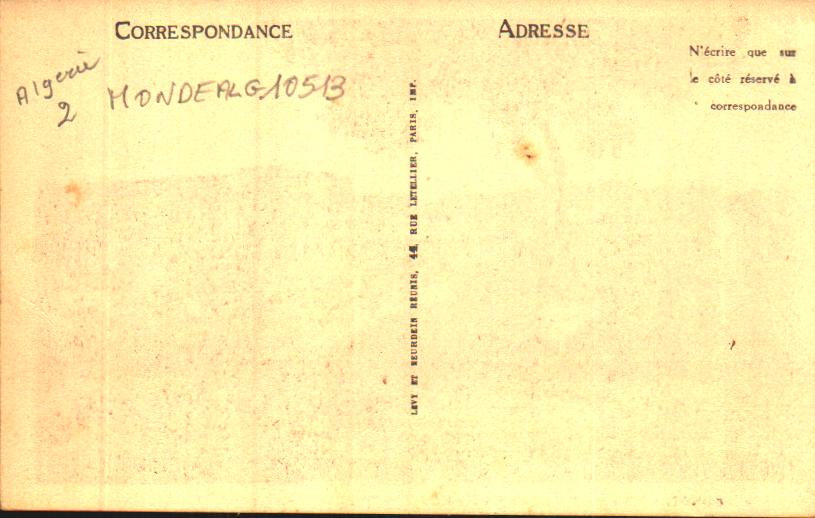 CORRESPONDANCE
ADRESSE
N'écrire que sur
le côté réservé à
correspondance
Algerie
2
MONDEALG10513
LEVY ET NEURDEIN RÉUNIS, 44, RUE LETELLIER, PARIS, IMP.